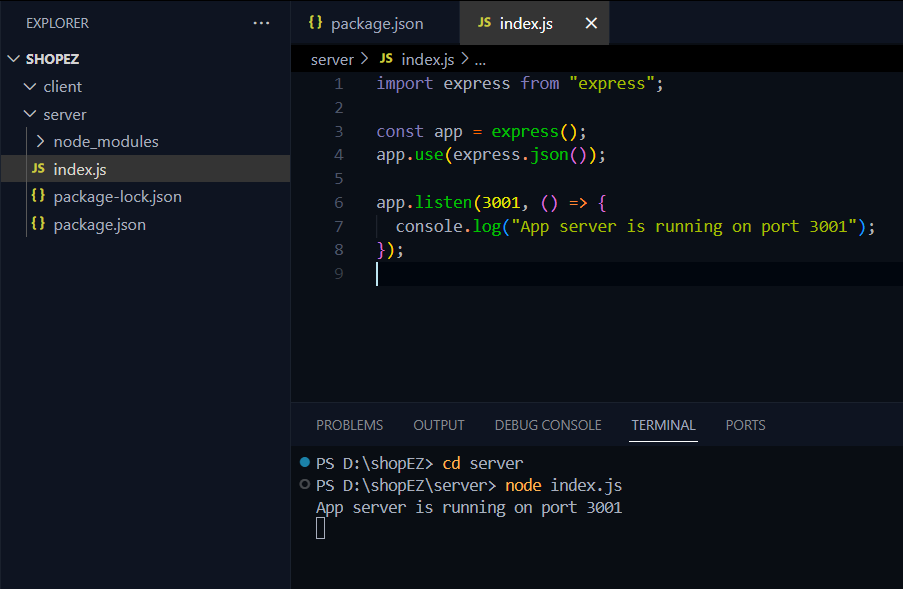 EXPLORER ...
SHOPEZ
client
server
node_modules
JS index.js
{} package-lock.json
{} package.json
{} package.json JS index.js ×
server > JS index.js > ...
1 import express from "express";
2
3 const app = express();
4 app.use(express.json());
5
6 app.listen(3001, () => {
7 console.log("App server is running on port 3001");
8 });
9
PROBLEMS OUTPUT DEBUG CONSOLE TERMINAL PORTS
PS D:\shopEZ> cd server
PS D:\shopEZ\server> node index.js
App server is running on port 3001